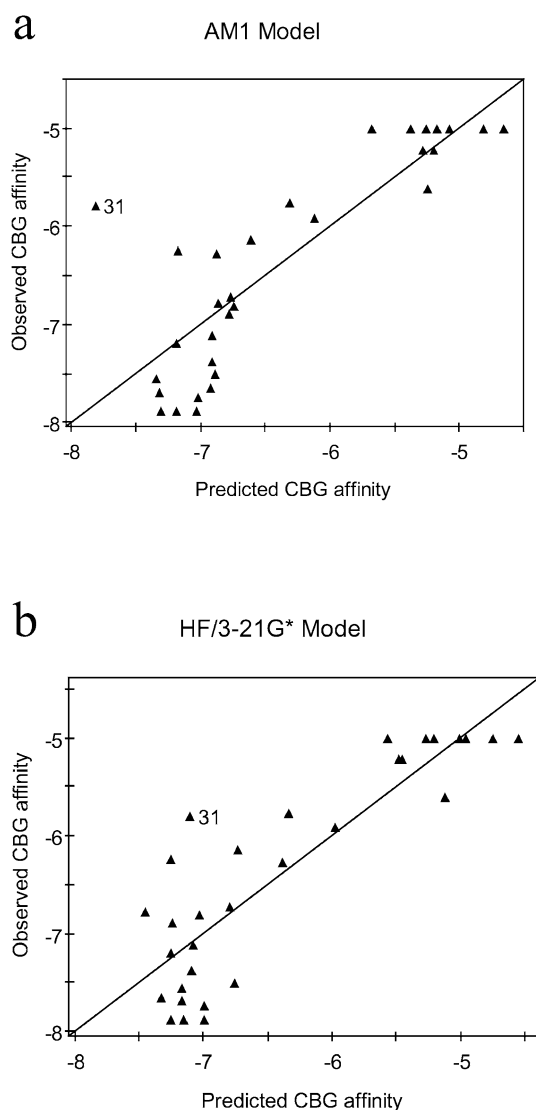 a
AM1 Model
Observed CBG affinity
-5
-6
-7
-8
31
-8 -7 -6 -5
Predicted CBG affinity
b
HF/3-21G* Model
Observed CBG affinity
-5
-6
-7
-8
31
-8 -7 -6 -5
Predicted CBG affinity